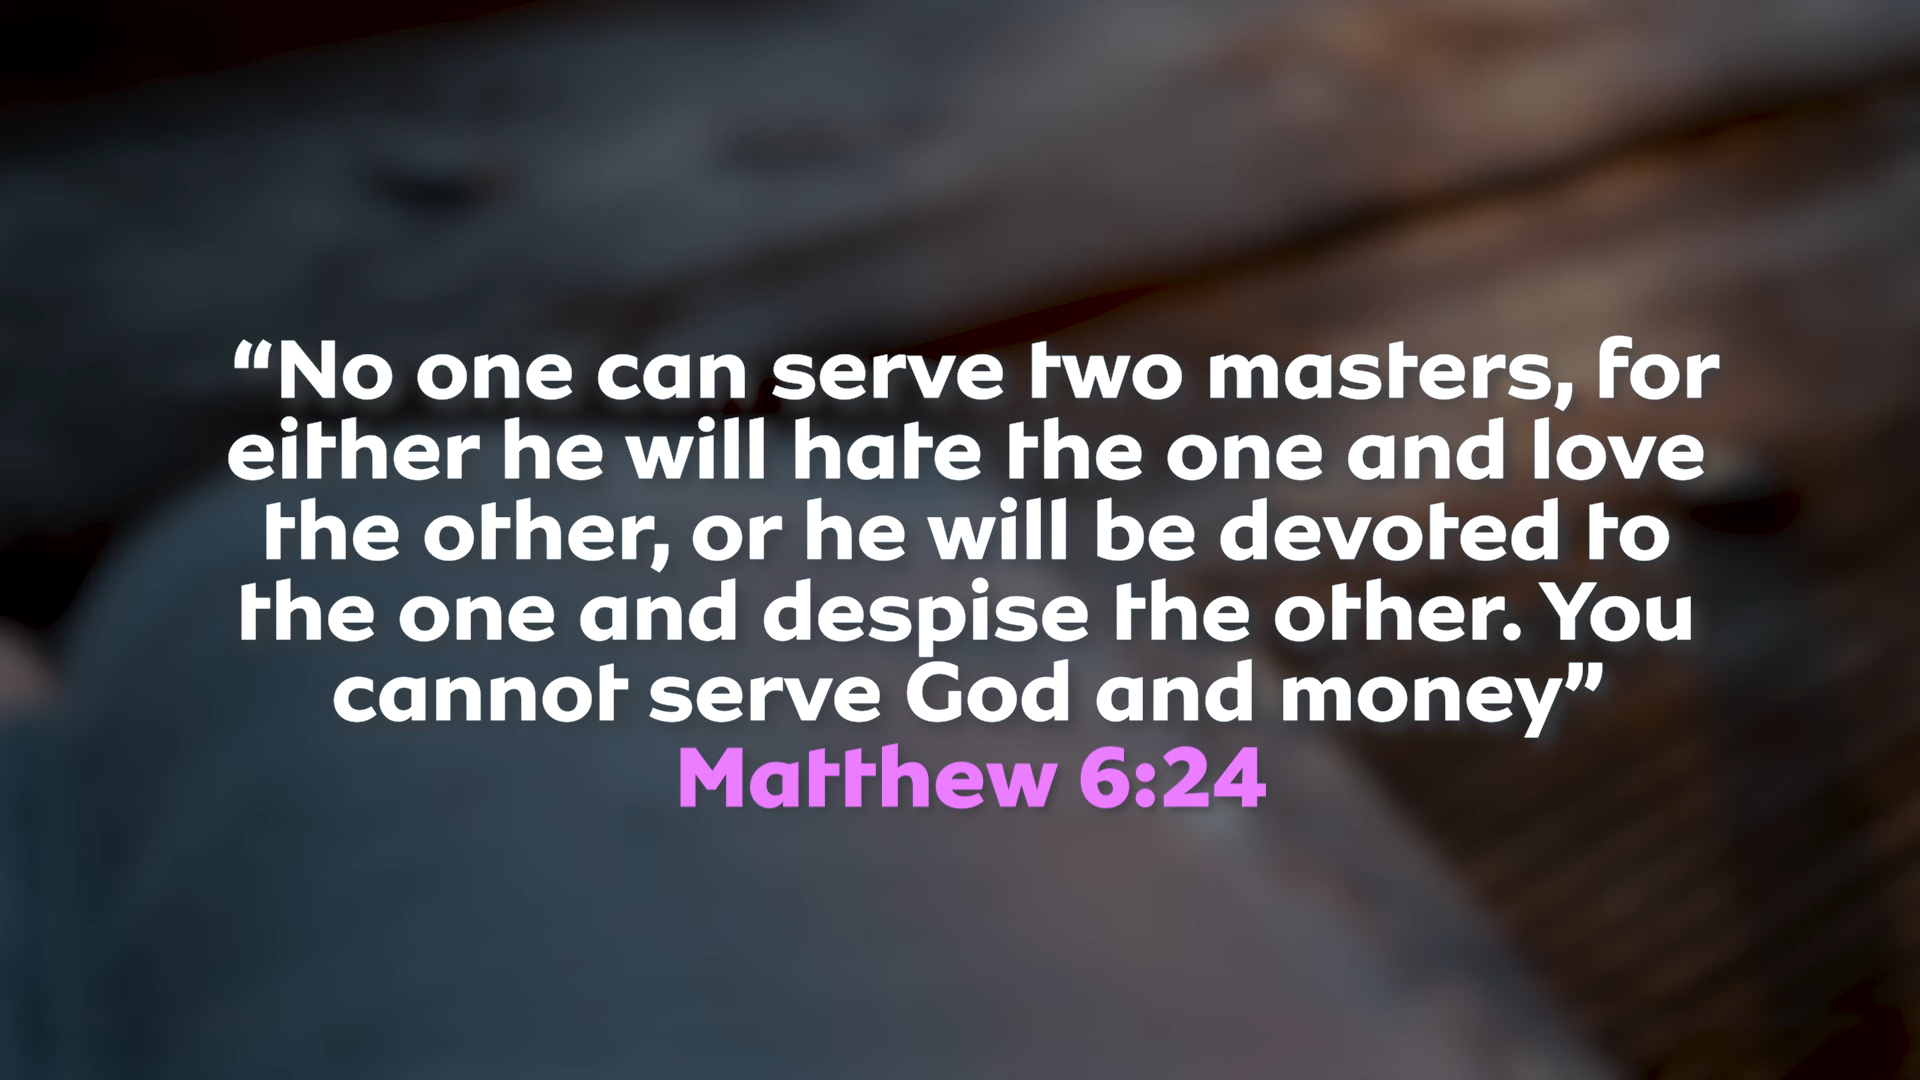 “No one can serve two masters, for
either he will hate the one and love
the other, or he will be devoted to
the one and despise the other. You
cannot serve God and money”
Matthew 6:24